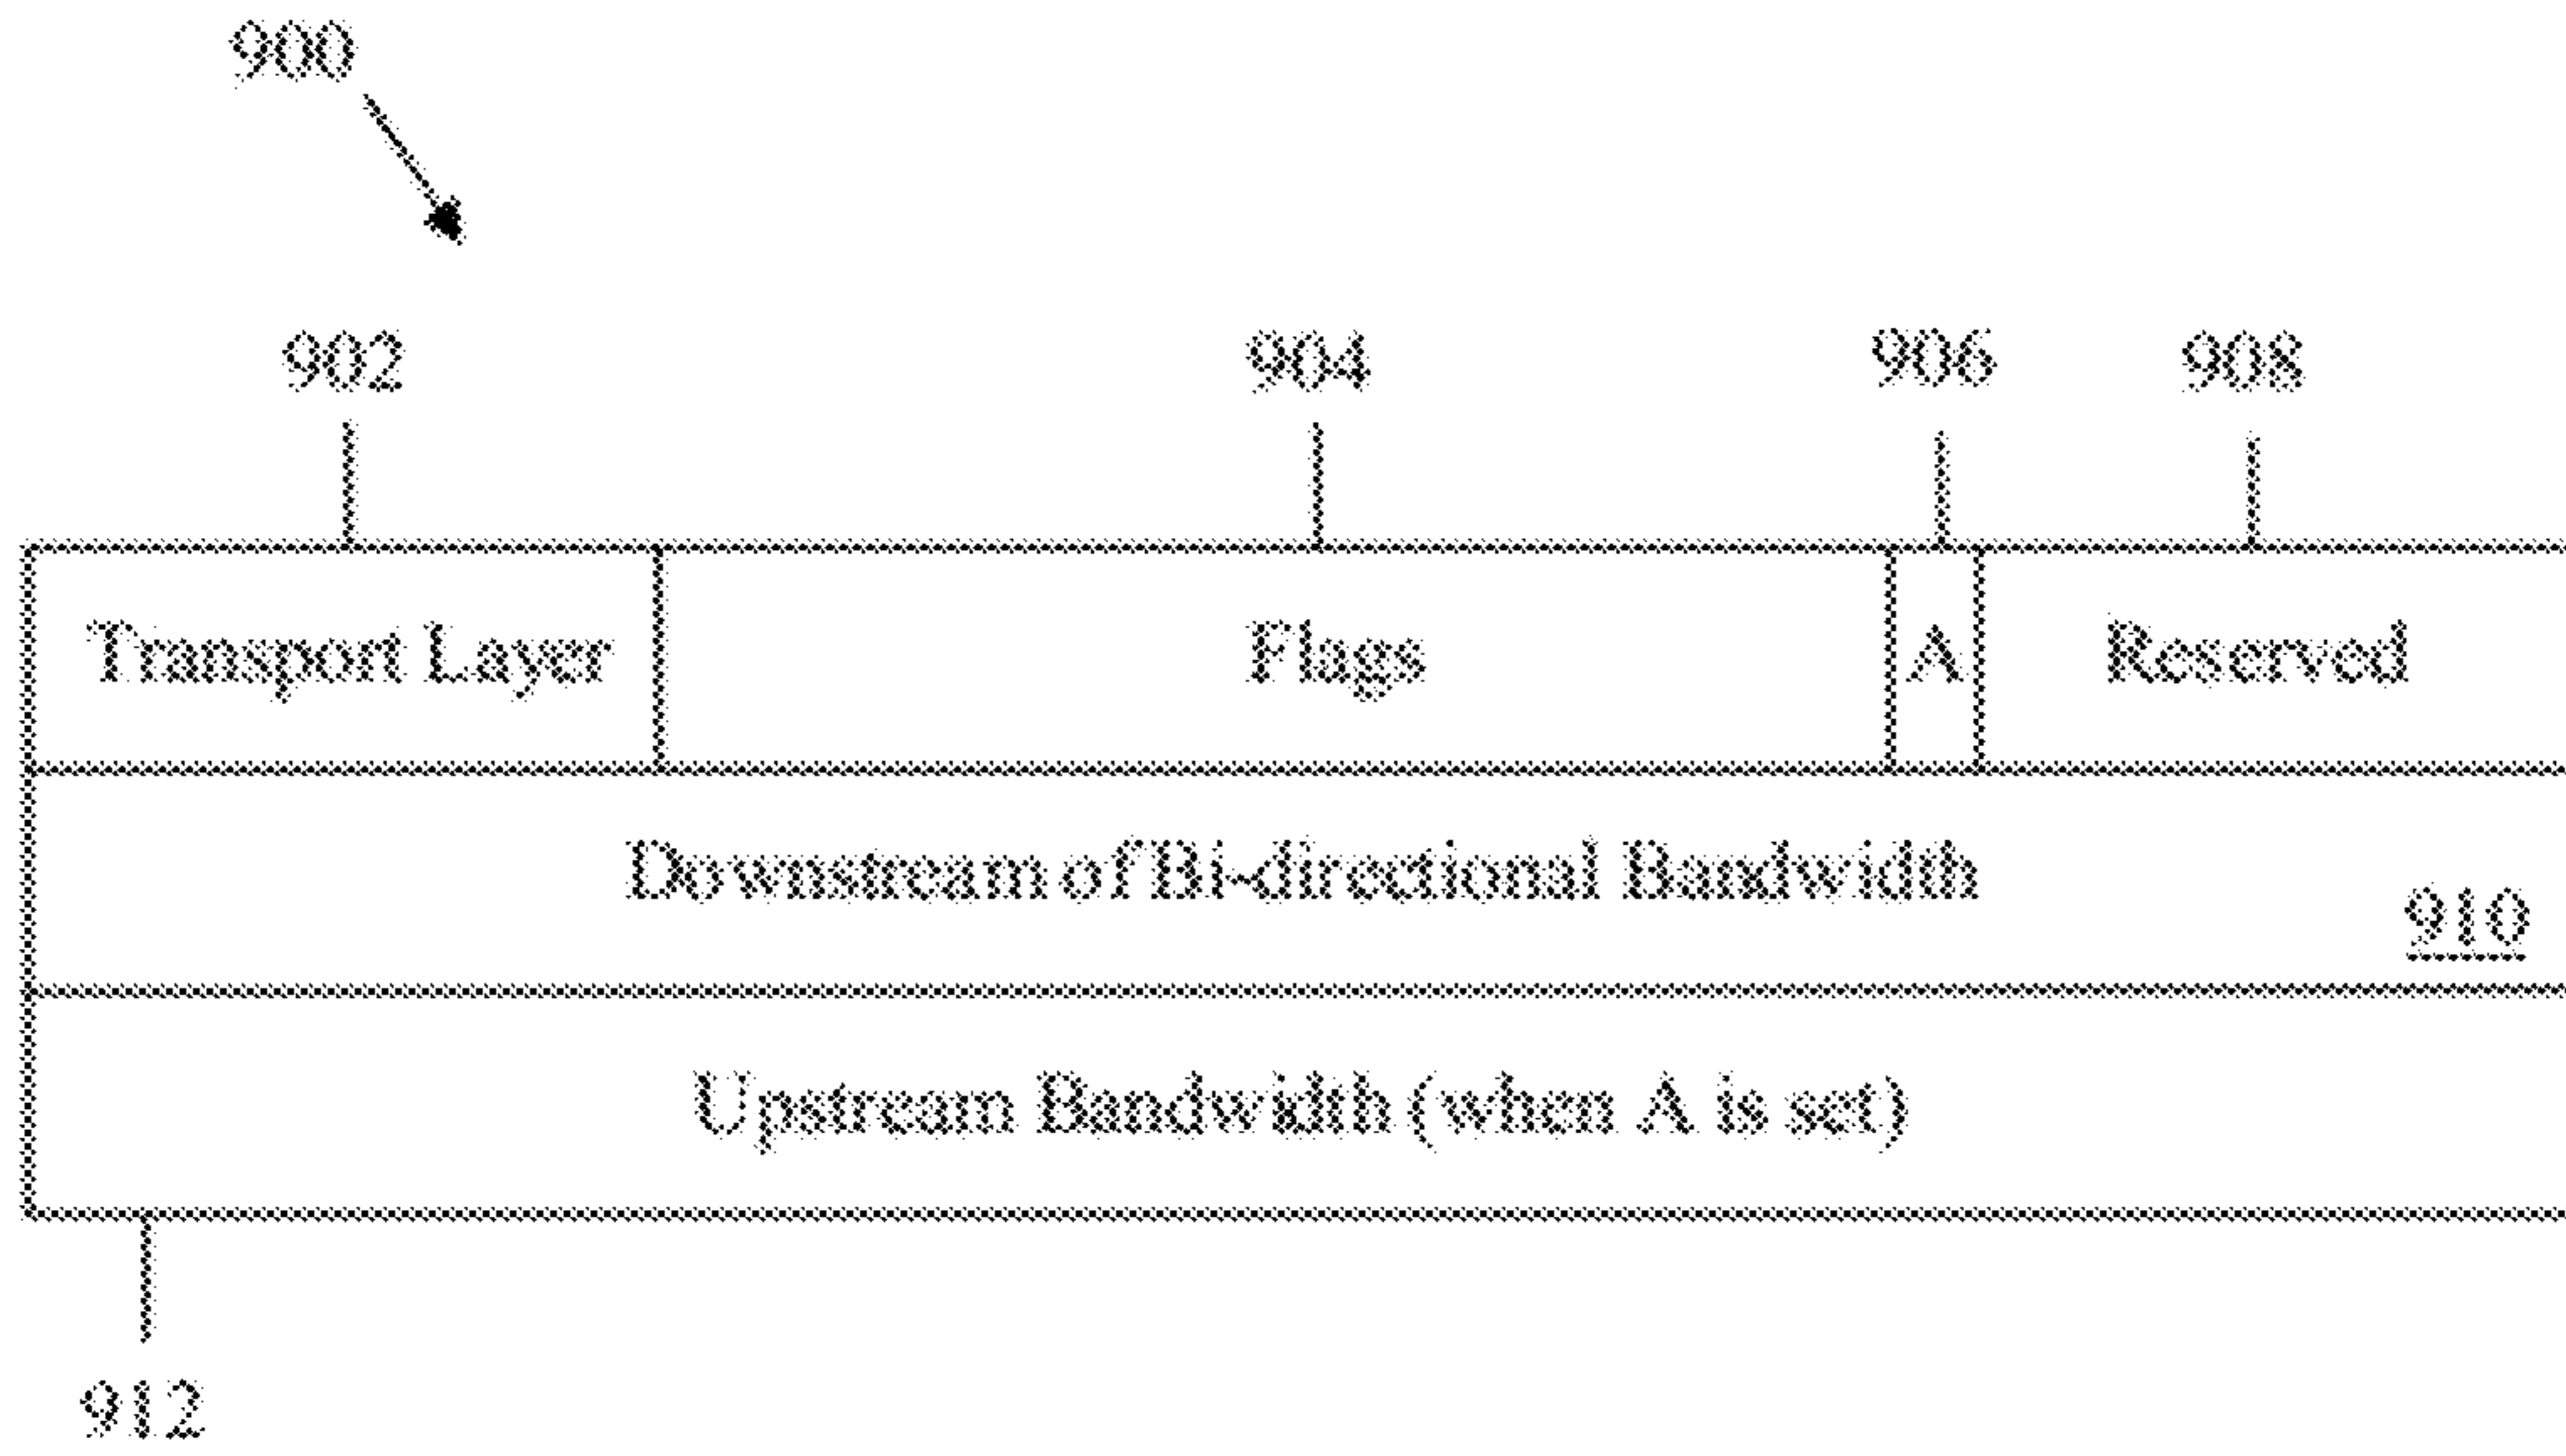 900
902 904 906 908
Transport Layer Flags A Reserved
Downstream of Bi-directional Bandwidth
910
Upstream Bandwidth (when A is set)
912